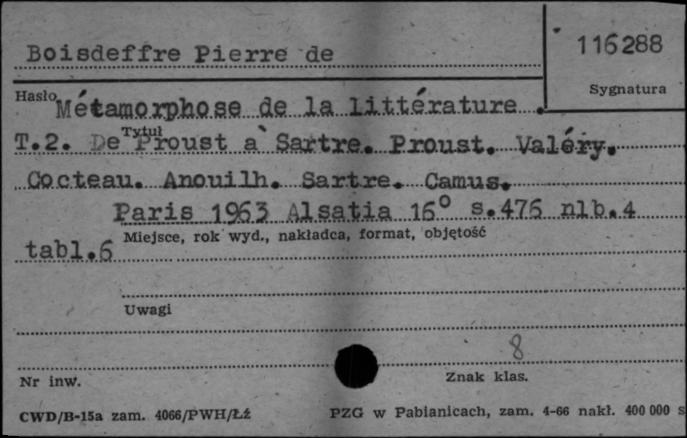 Boisdeffre Pierre de
116288
Sygnatura
Hasło
Métamorphose de la littérature.
Tytuł
T.2. De Proust à Sartre. Proust. Valéry.
Cocteau. Anouilh. Sartre. Camus.
Paris 1963 Alsatia 16° s.476 nlb.4
Miejsce, rok wyd., nakładca, format, objętość
tabl.6
Uwagi
8
Nr inw.
Znak klas.
CWD/B-15a zam. 4066/PWH/Łź
PZG w Pabianicach, zam. 4-66 nakł. 400 000 s